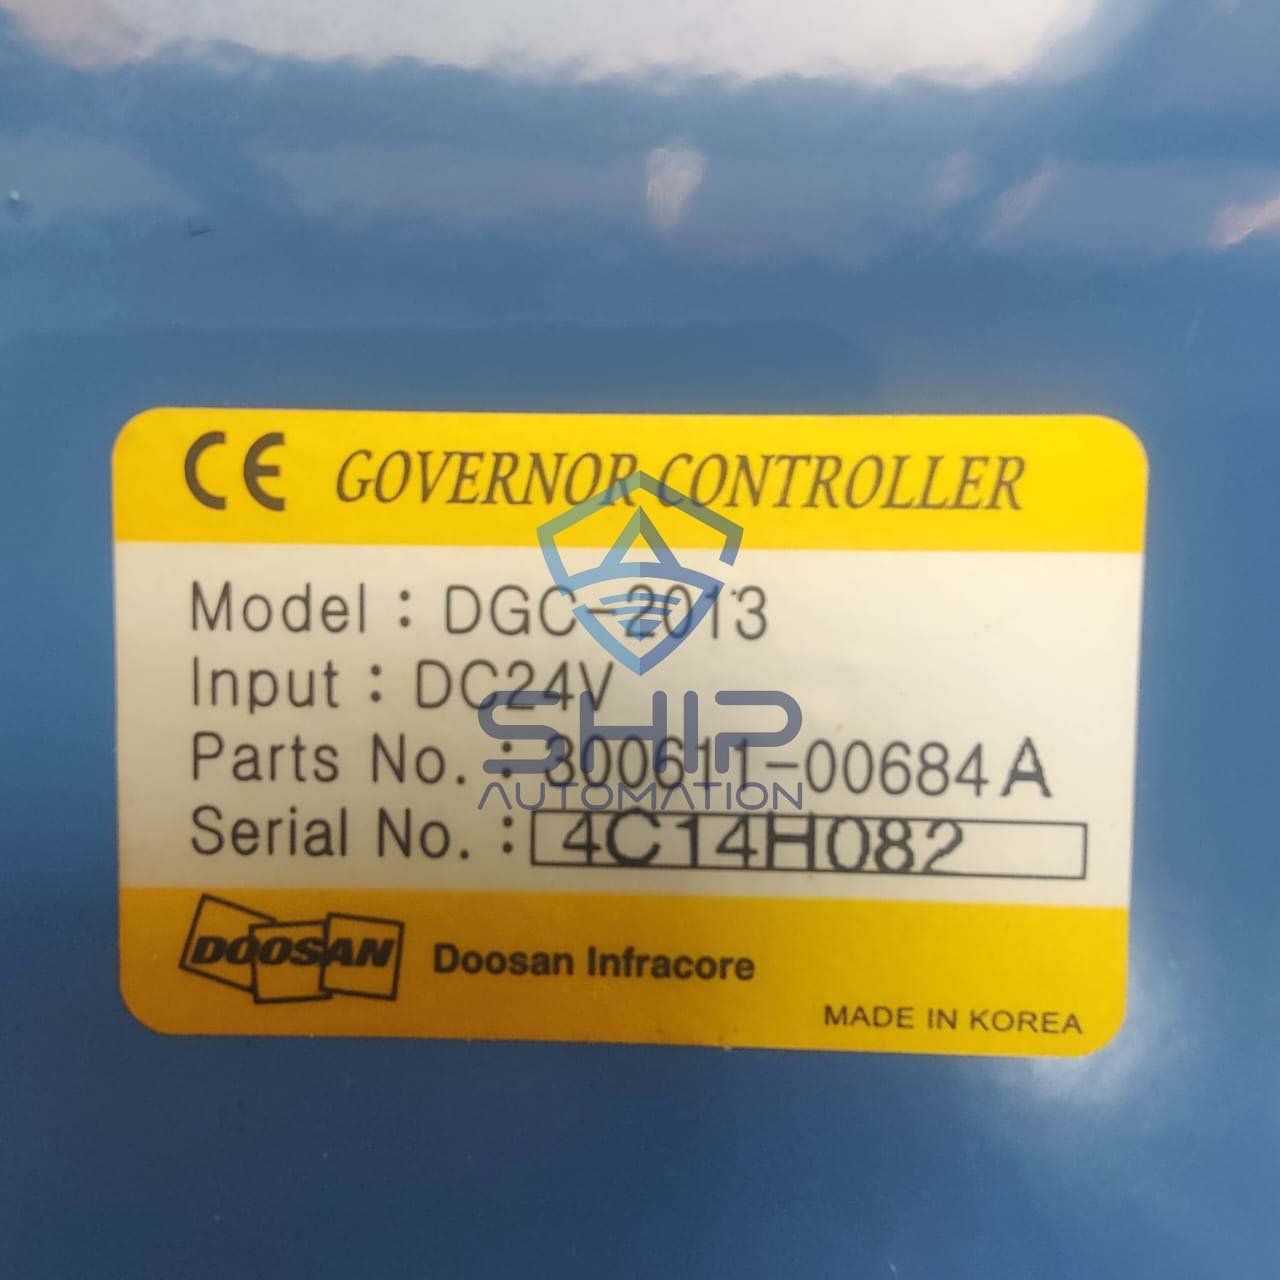 CE GOVERNOR CONTROLLER
Model : DGC-2013
Input : DC24V
Parts No. : 300611-00684A
Serial No. : 4C14H082
SHIP
AUTOMATION
DOOSAN Doosan Infracore
MADE IN KOREA